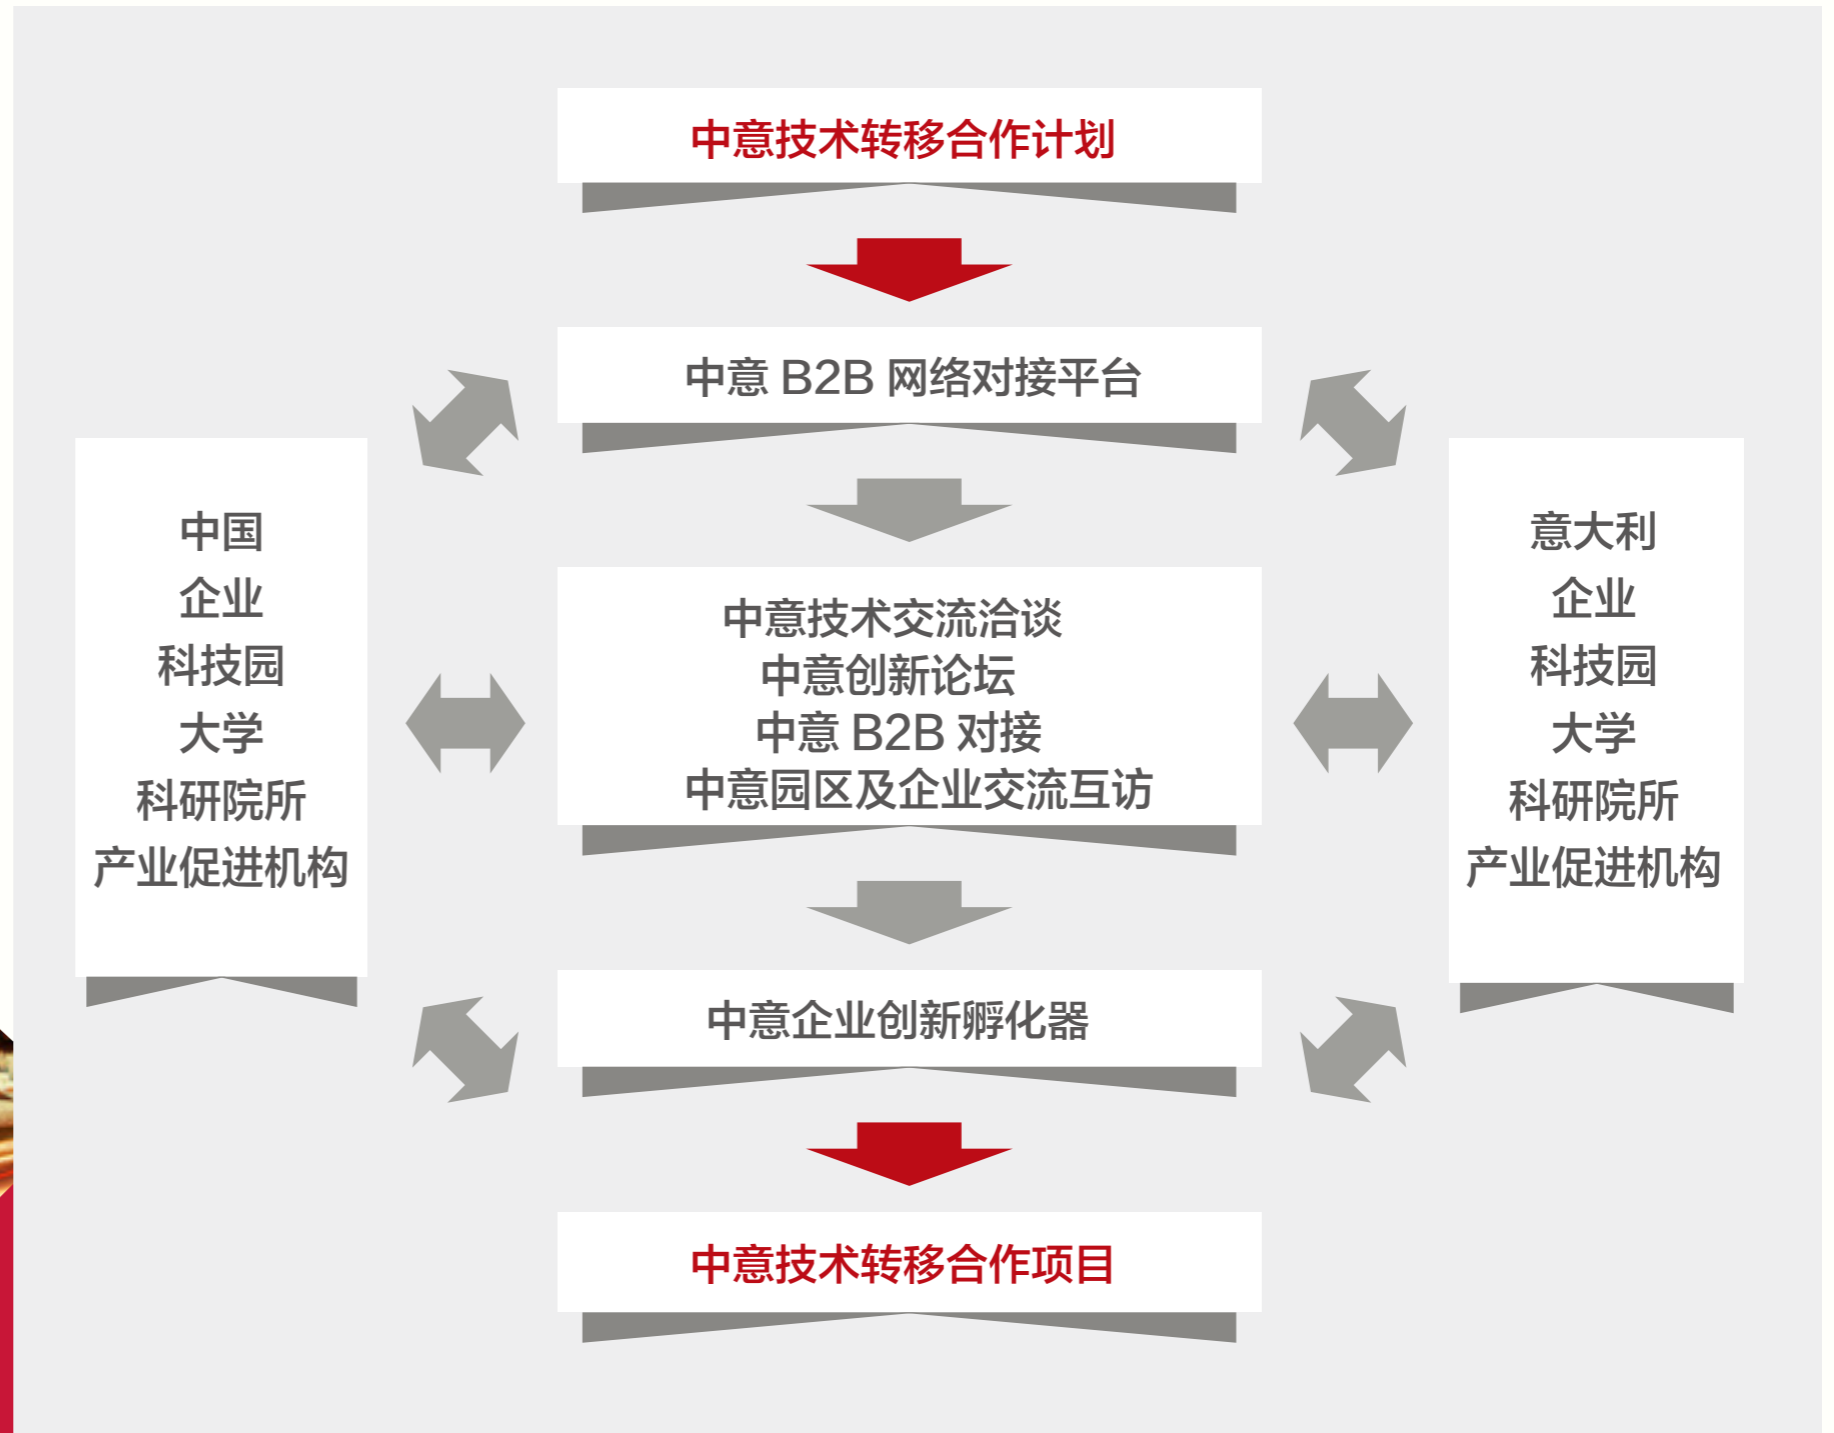 中意技术转移合作计划
中意 B2B 网络对接平台
中国
企业
科技园
大学
科研院所
产业促进机构
中意技术交流洽谈
中意创新论坛
中意 B2B 对接
中意园区及企业交流互访
意大利
企业
科技园
大学
科研院所
产业促进机构
中意企业创新孵化器
中意技术转移合作项目